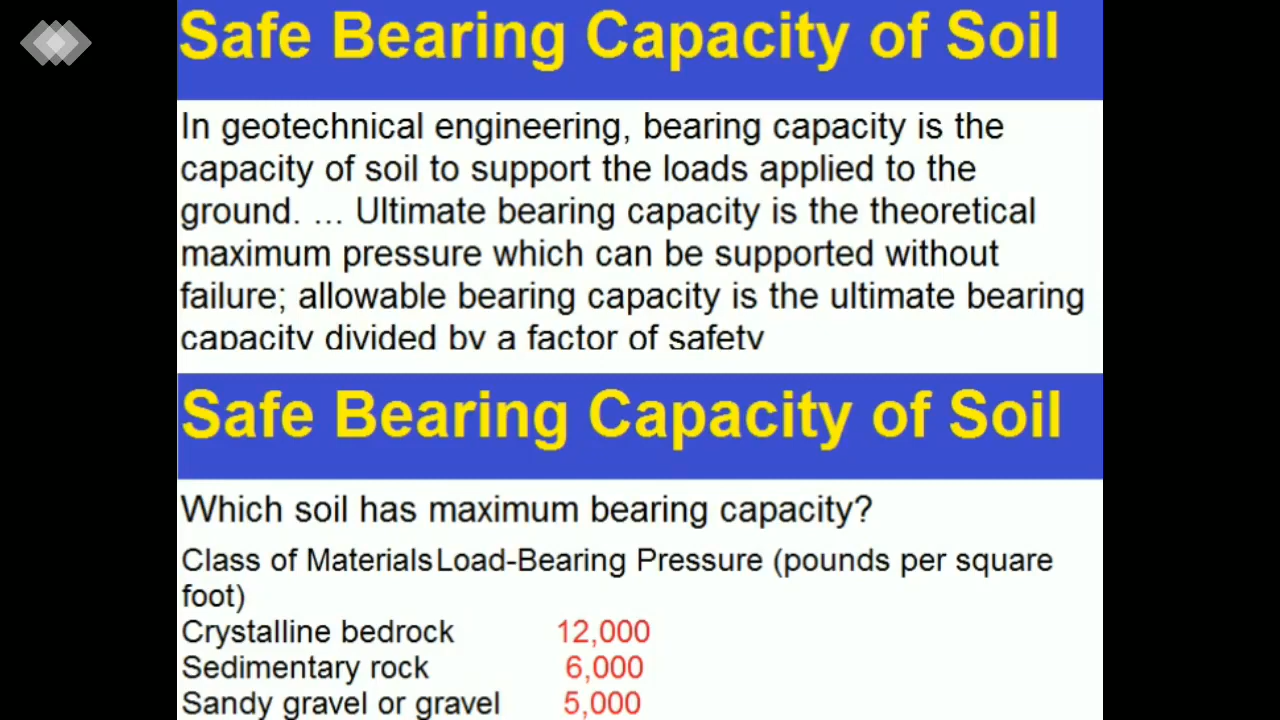 Safe Bearing Capacity of Soil
In geotechnical engineering, bearing capacity is the
capacity of soil to support the loads applied to the
ground. ... Ultimate bearing capacity is the theoretical
maximum pressure which can be supported without
failure; allowable bearing capacity is the ultimate bearing
capacity divided by a factor of safety
Safe Bearing Capacity of Soil
Which soil has maximum bearing capacity?
Class of Materials Load-Bearing Pressure (pounds per square
foot)
Crystalline bedrock 12,000
Sedimentary rock 6,000
Sandy gravel or gravel 5,000